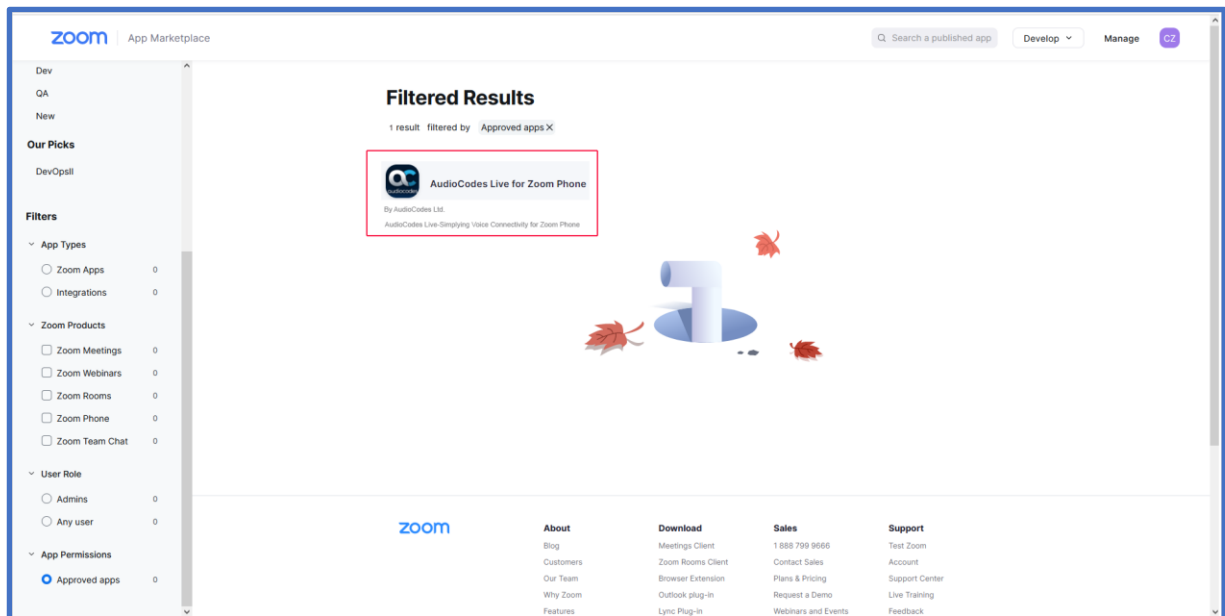 zoom App Marketplace
Search a published app
Develop
Manage
CZ
Dev
QA
New
Our Picks
DevOpsII
Filters
App Types
Zoom Apps 0
Integrations 0
Zoom Products
Zoom Meetings 0
Zoom Webinars 0
Zoom Rooms 0
Zoom Phone 0
Zoom Team Chat 0
User Role
Admins 0
Any user 0
App Permissions
Approved apps 0
Filtered Results
1 result filtered by Approved apps X
audiocodes
AudioCodes Live for Zoom Phone
By AudioCodes Ltd.
AudioCodes Live-Simplying Voice Connectivity for Zoom Phone
zoom
About
Blog
Customers
Our Team
Why Zoom
Features
Download
Meetings Client
Zoom Rooms Client
Browser Extension
Outlook plug-in
Lync Plug-in
Sales
1 888 799 9666
Contact Sales
Plans & Pricing
Request a Demo
Webinars and Events
Support
Test Zoom
Account
Support Center
Live Training
Feedback